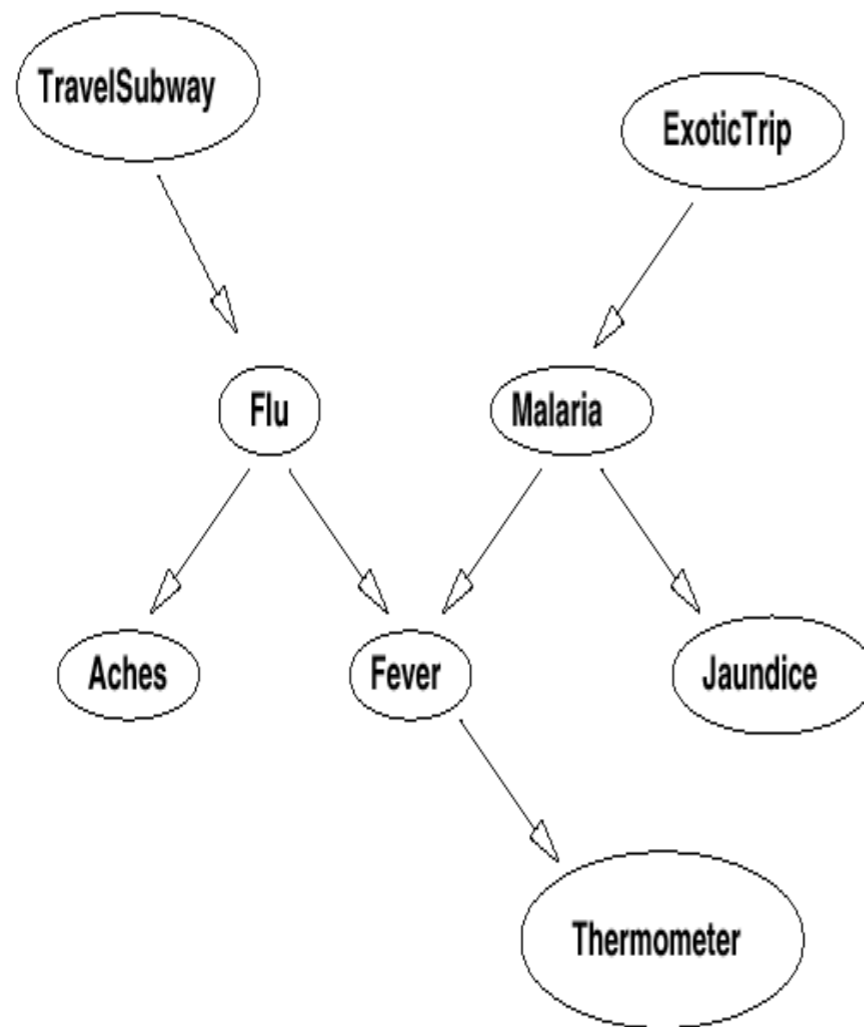 TravelSubway
ExoticTrip
Flu
Malaria
Aches
Fever
Jaundice
Thermometer